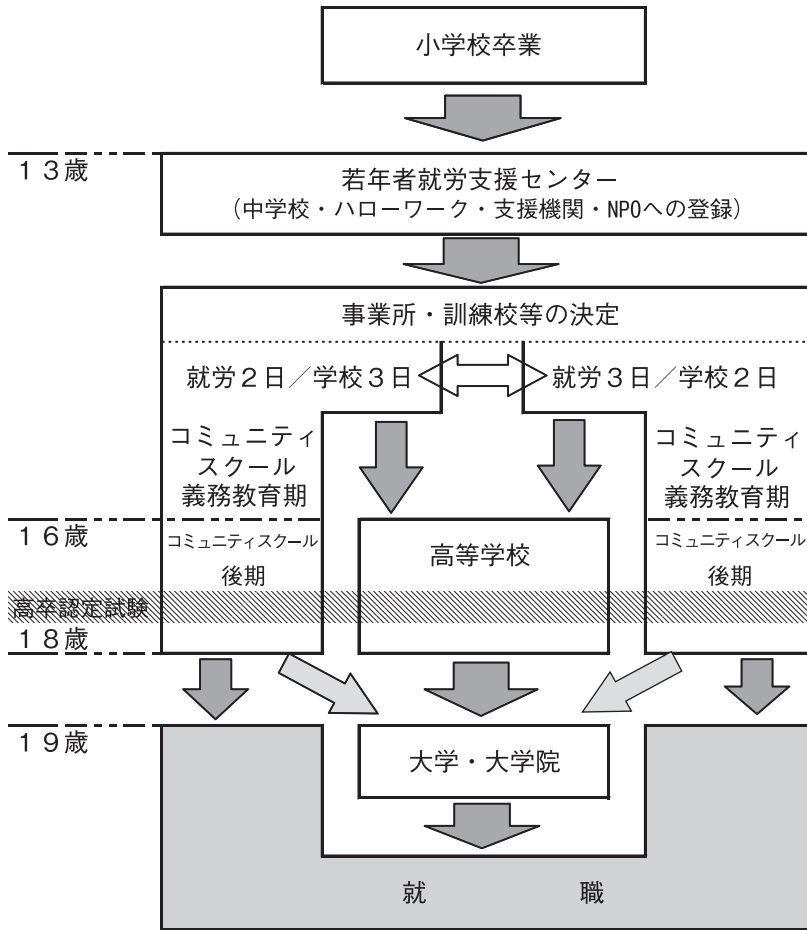 小学校卒業
13歳
若年者就労支援センター
(中学校・ハローワーク・支援機関・NPOへの登録)
事業所・訓練校等の決定
就労2日/学校3日
就労3日/学校2日
コミュニティ
スクール
義務教育期
コミュニティ
スクール
義務教育期
16歳
コミュニティスクール
後期
高等学校
コミュニティスクール
後期
高卒認定試験
18歳
19歳
大学・大学院
就 職